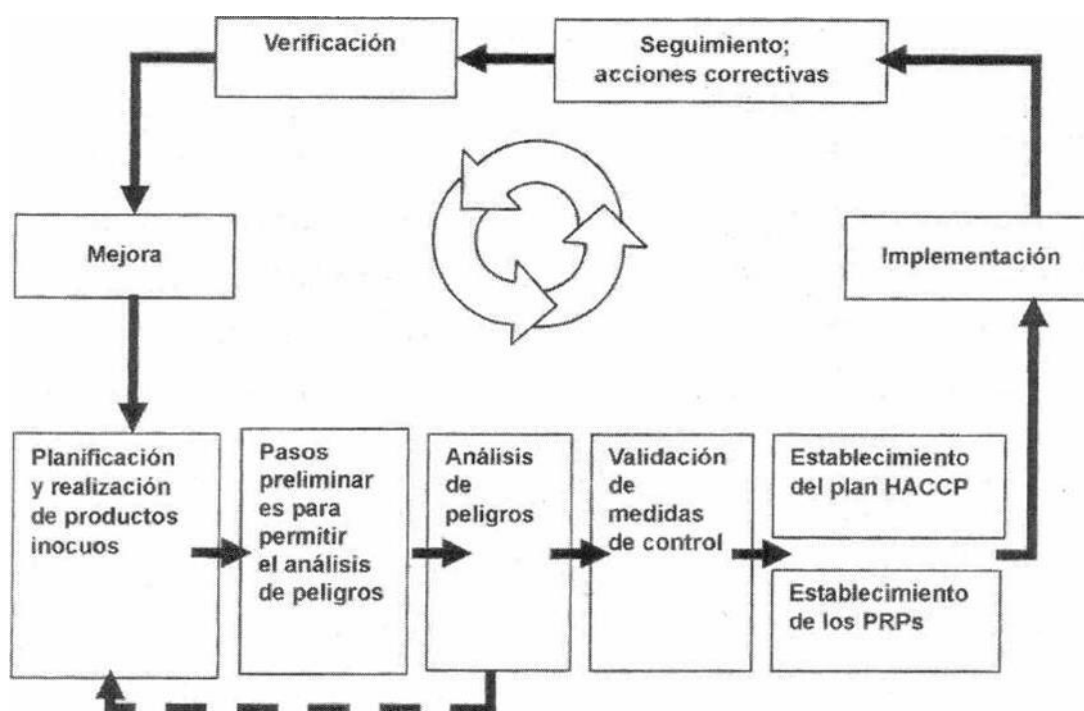 Verificación
Seguimiento;
acciones correctivas
Mejora
Implementación
Planificación
y realización
de productos
inocuos
Pasos
preliminar
es para
permitir
el análisis
de peligros
Análisis
de
peligros
Validación
de
medidas
de control
Establecimiento
del plan HACCP
Establecimiento
de los PRPs